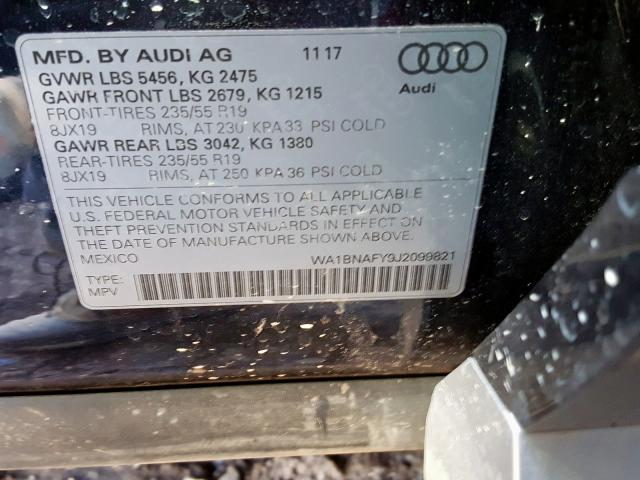 MFD. BY AUDI AG 11 17
GVWR LBS 5456, KG 2475
GAWR FRONT LBS 2679, KG 1215
FRONT-TIRES 235/55 R19
8JX19 RIMS, AT 230 KPA 33 PSI COLD
GAWR REAR LBS 3042, KG 1380
REAR-TIRES 235/55 R19
8JX19 RIMS, AT 250 KPA 36 PSI COLD
Audi
THIS VEHICLE CONFORMS TO ALL APPLICABLE
U.S. FEDERAL MOTOR VEHICLE SAFETY AND
THEFT PREVENTION STANDARDS IN EFFECT ON
THE DATE OF MANUFACTURE SHOWN ABOVE.
MEXICO WA1BNAFY9J2099821
TYPE:
MPV